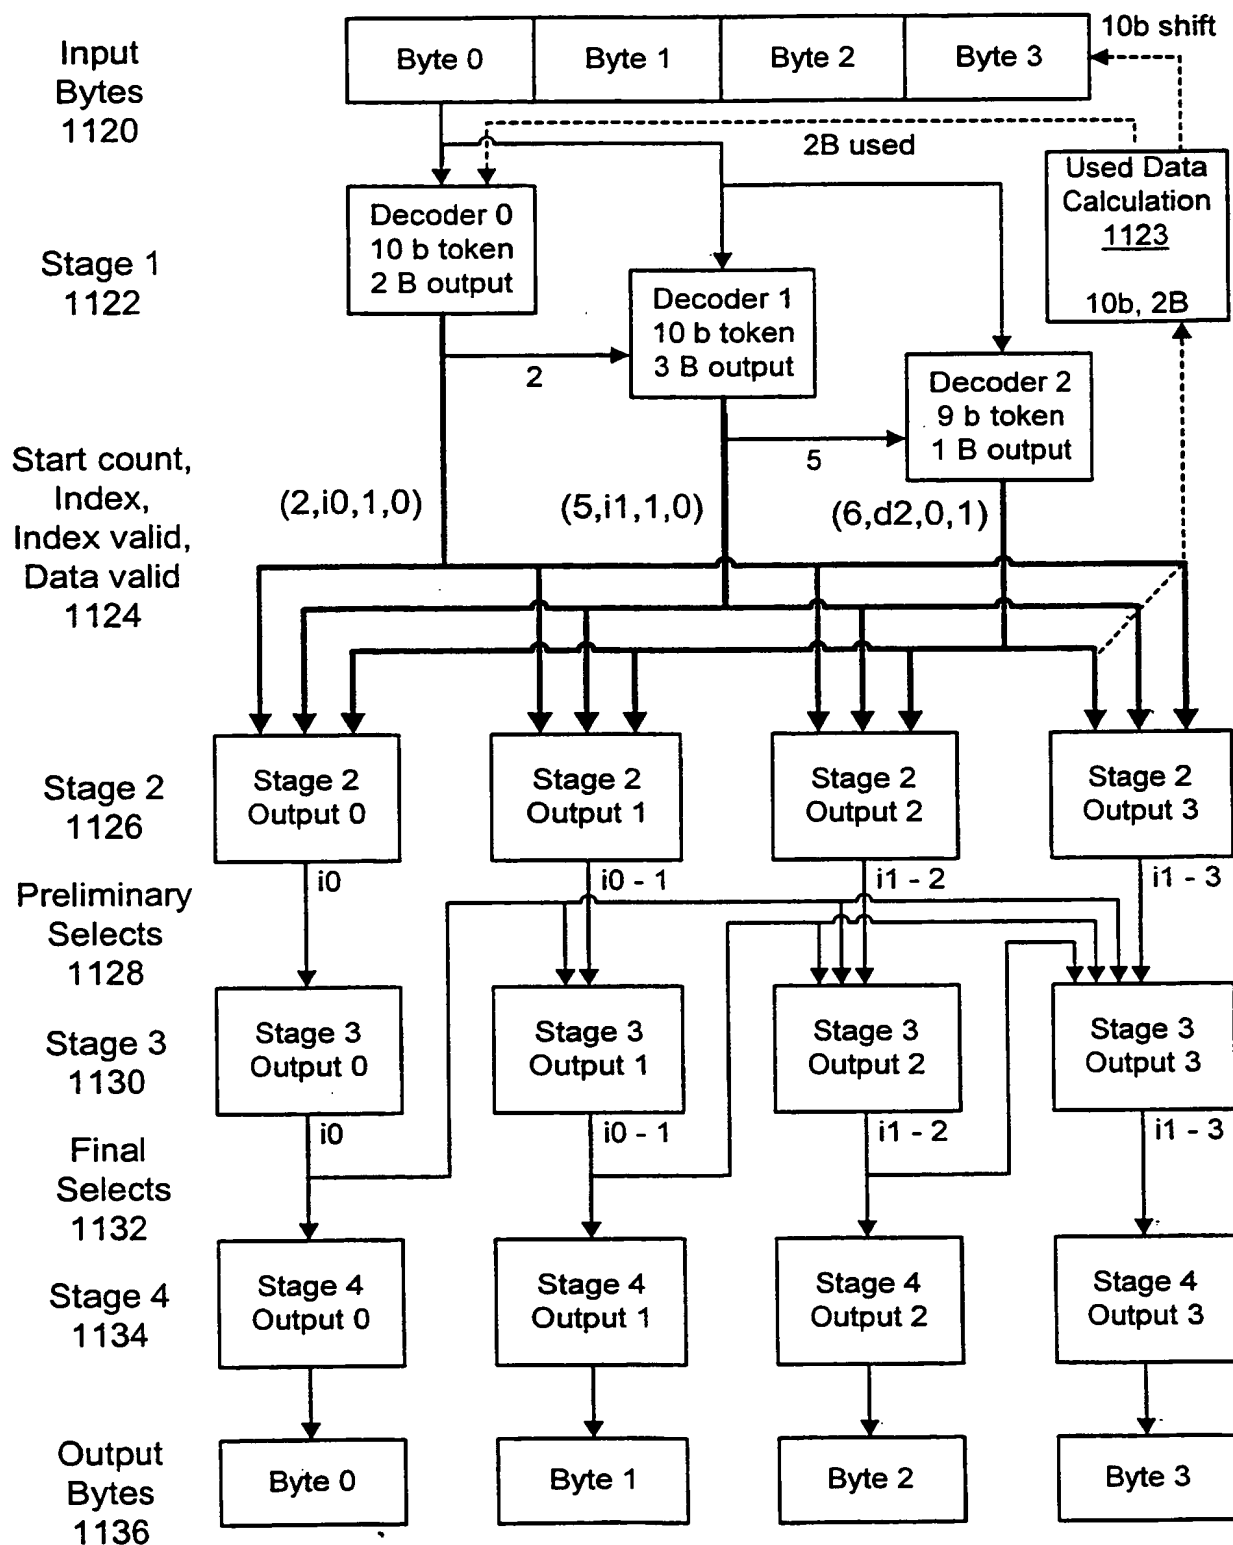 Input
Bytes
1120
Byte 0
Byte 1
Byte 2
Byte 3
10b shift
2B used
Used Data
Calculation
1123
10b, 2B
Stage 1
1122
Decoder 0
10 b token
2 B output
Decoder 1
10 b token
3 B output
Decoder 2
9 b token
1 B output
2
5
Start count,
Index,
Index valid,
Data valid
1124
(2,i0,1,0)
(5,i1,1,0)
(6,d2,0,1)
Stage 2
1126
Stage 2
Output 0
Stage 2
Output 1
Stage 2
Output 2
Stage 2
Output 3
Preliminary
Selects
1128
i0
i0 - 1
i1 - 2
i1 - 3
Stage 3
1130
Stage 3
Output 0
Stage 3
Output 1
Stage 3
Output 2
Stage 3
Output 3
Final
Selects
1132
i0
i0 - 1
i1 - 2
i1 - 3
Stage 4
1134
Stage 4
Output 0
Stage 4
Output 1
Stage 4
Output 2
Stage 4
Output 3
Output
Bytes
1136
Byte 0
Byte 1
Byte 2
Byte 3